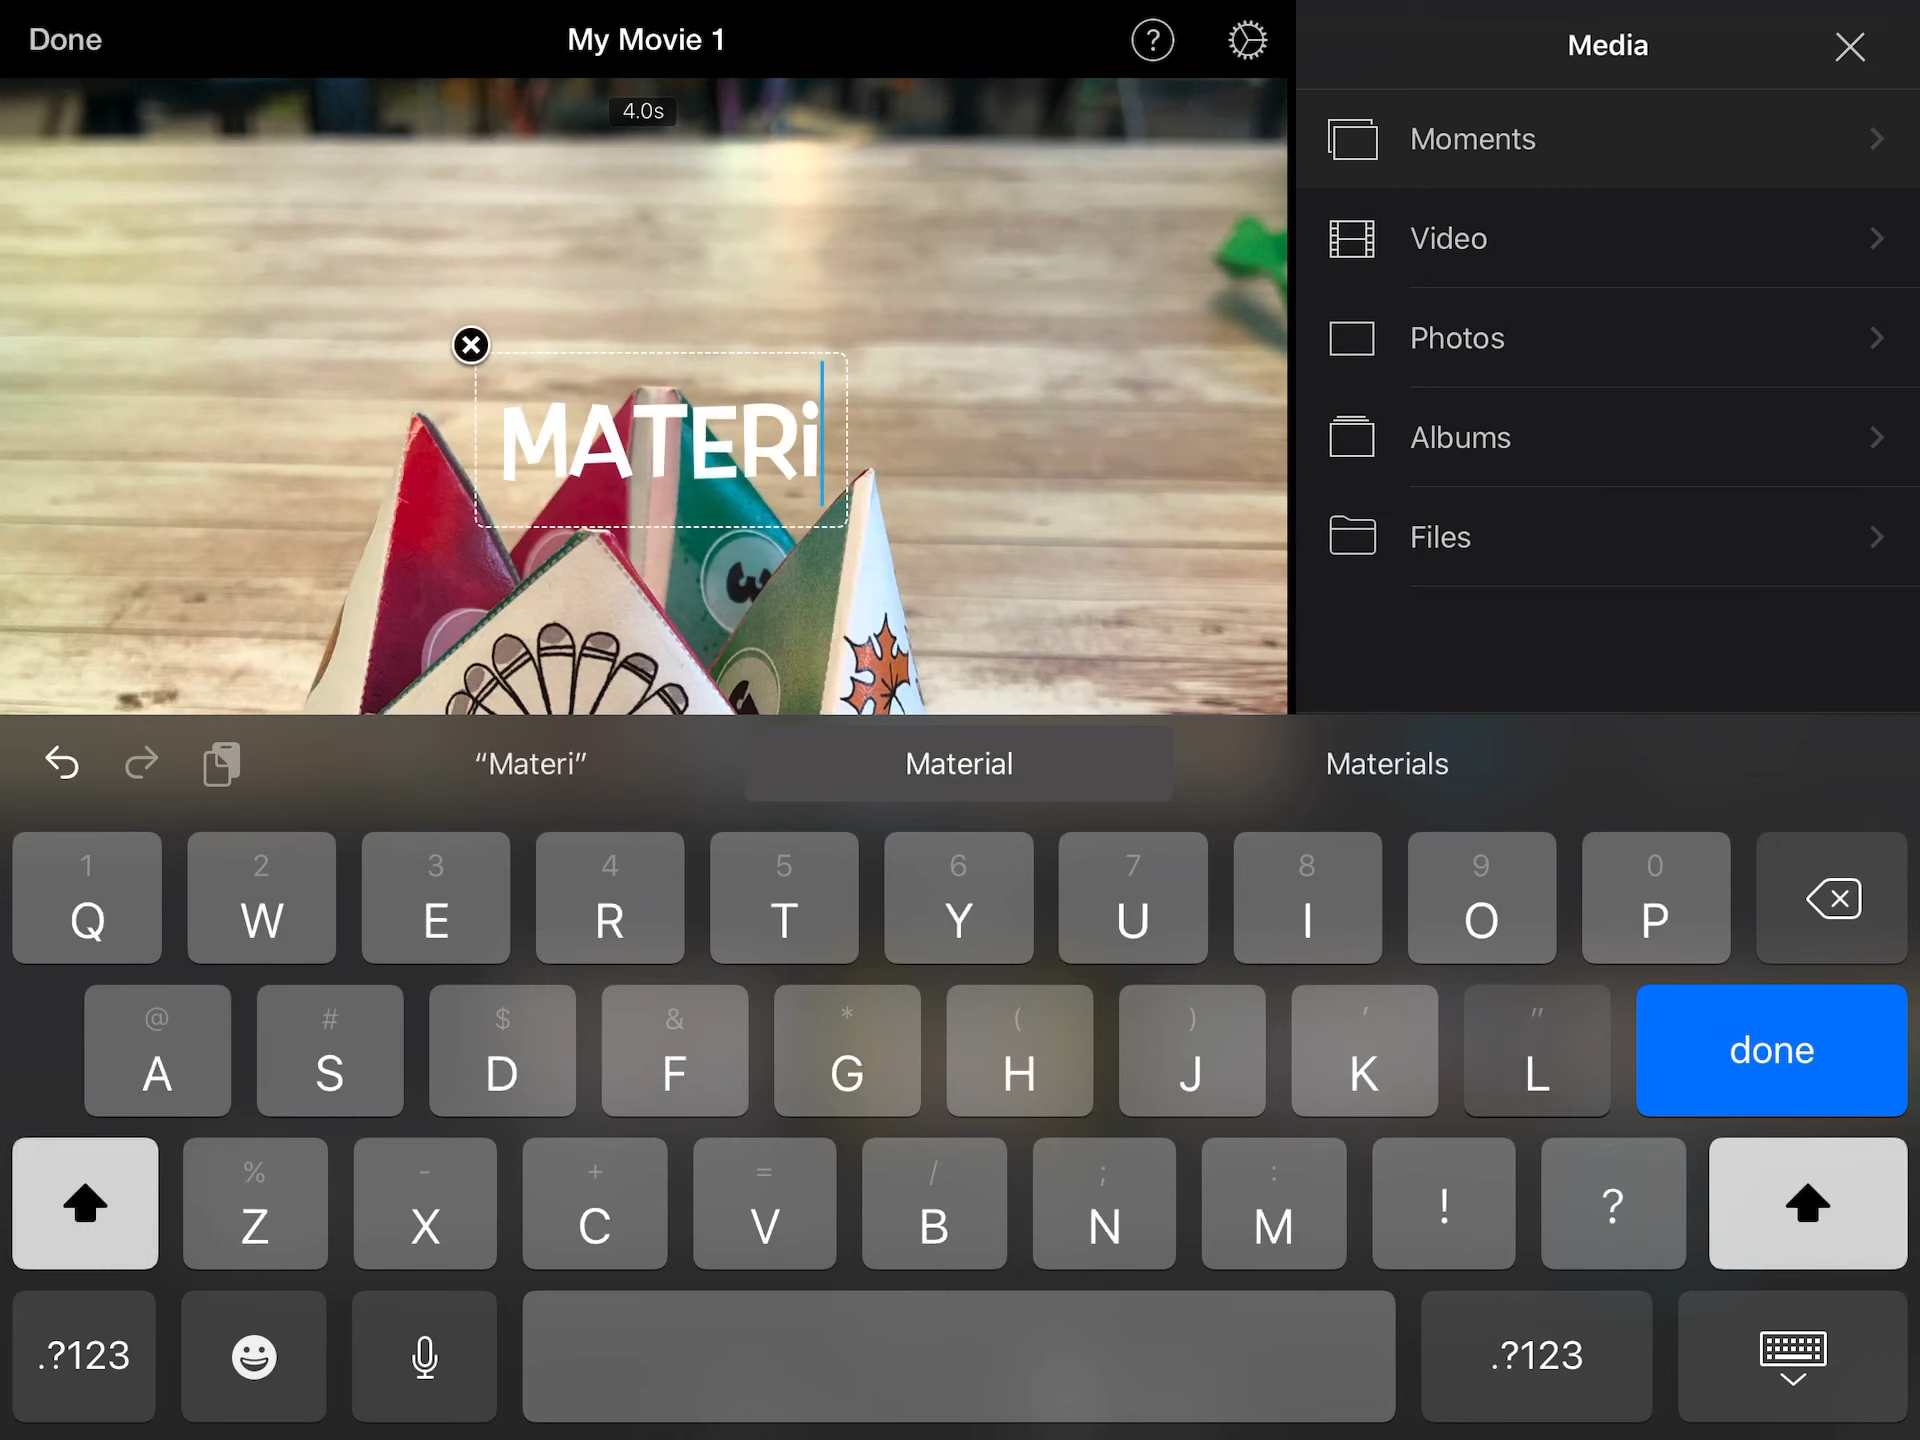 Done
My Movie 1
?
Media
4.0s
Moments
Video
Photos
Albums
Files
MATERi
3
“Materi”
Material
Materials
1 2 3 4 5 6 7 8 9 0
Q W E R T Y U I O P
@ # $ & * ( ) ' "
A S D F G H J K L
done
% - + = / ; :
Z X C V B N M ! ?
.?123
.?123